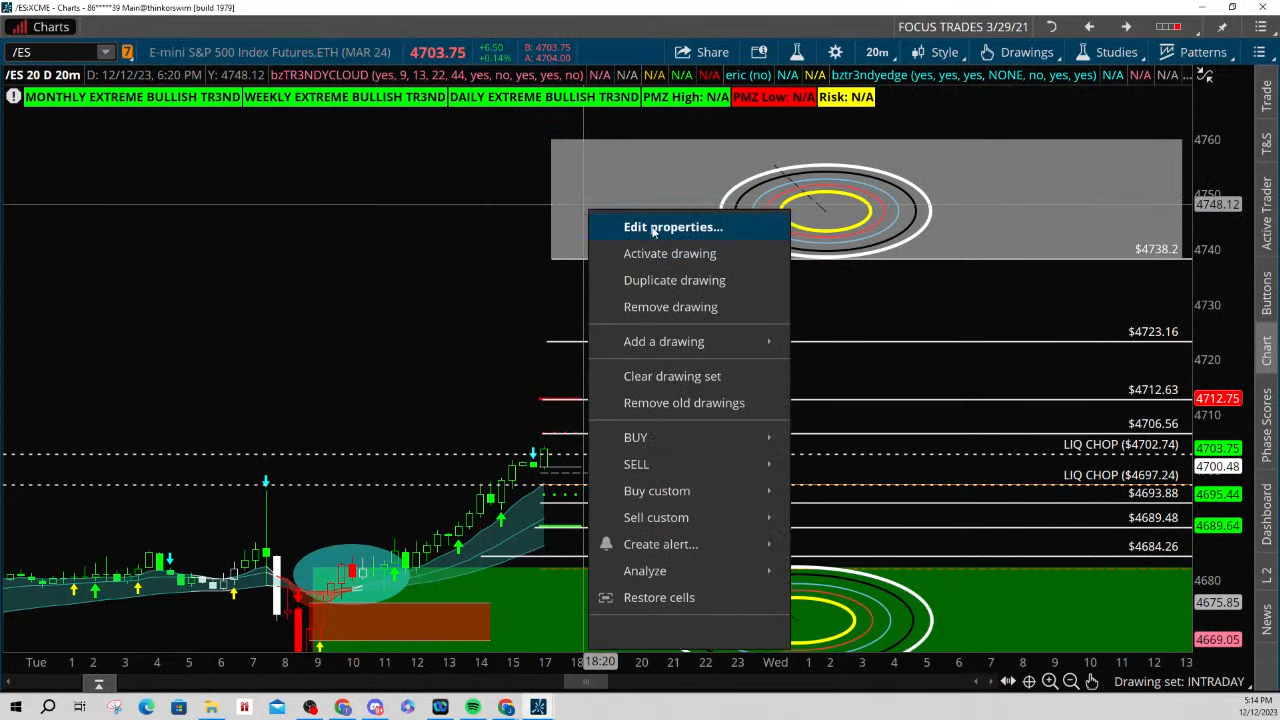 /ES:XCME - Charts - 86*****39 Main@thinkorswim [build 1979]
Charts
FOCUS TRADES 3/29/21
/ES
7
E-mini S&P 500 Index Futures,ETH (MAR 24)
4703.75
+6.50
+0.14%
B: 4703.75
A: 4704.00
Share
20m
Style
Drawings
Studies
Patterns
/ES 20 D 20m
D: 12/12/23, 6:20 PM
Y: 4748.12
bzTR3NDYCLOUD (yes, 9, 13, 22, 44, yes, no, yes, yes, no)
N/A
N/A
N/A
N/A
N/A
eric (no)
N/A
N/A
bztr3ndyedge (yes, yes, yes, NONE, no, yes, yes)
N/A
N/A
N/A
...
MONTHLY EXTREME BULLISH TR3ND
WEEKLY EXTREME BULLISH TR3ND
DAILY EXTREME BULLISH TR3ND
PMZ High: N/A
PMZ Low: N/A
Risk: N/A
4760
4750
4748.12
4740
4730
4720
4712.75
4710
4703.75
4700.48
4695.44
4689.64
4680
4675.85
4669.05
$4738.2
$4723.16
$4712.63
$4706.56
LIQ CHOP ($4702.74)
LIQ CHOP ($4697.24)
$4693.88
$4689.48
$4684.26
Edit properties...
Activate drawing
Duplicate drawing
Remove drawing
Add a drawing
Clear drawing set
Remove old drawings
BUY
SELL
Buy custom
Sell custom
Create alert...
Analyze
Restore cells
Trade
T&S
Active Trader
Buttons
Chart
Phase Scores
Dashboard
L 2
News
Tue
1
2
3
4
5
6
7
8
9
10
11
12
13
14
15
16
17
18
18:20
20
21
22
23
Wed
1
2
3
4
5
6
7
8
9
10
11
12
13
Drawing set: INTRADAY
5:14 PM
12/12/2023